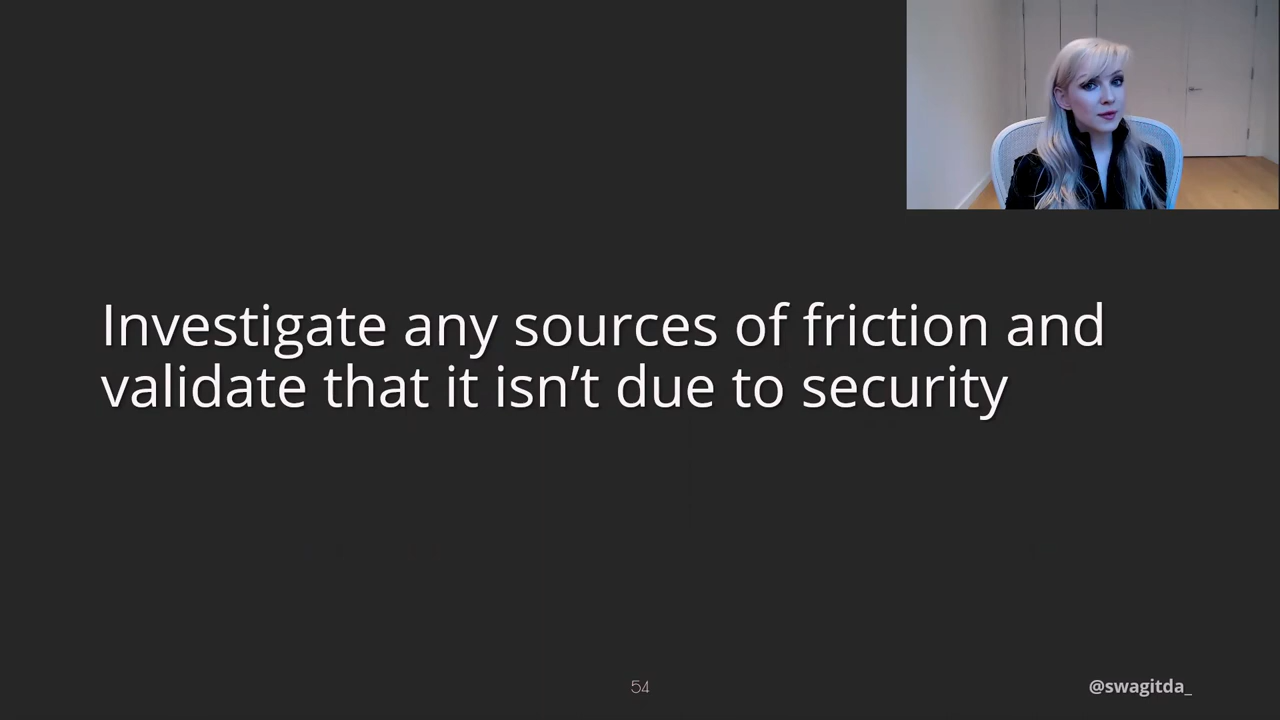 Investigate any sources of friction and
validate that it isn’t due to security
54
@swagitda_